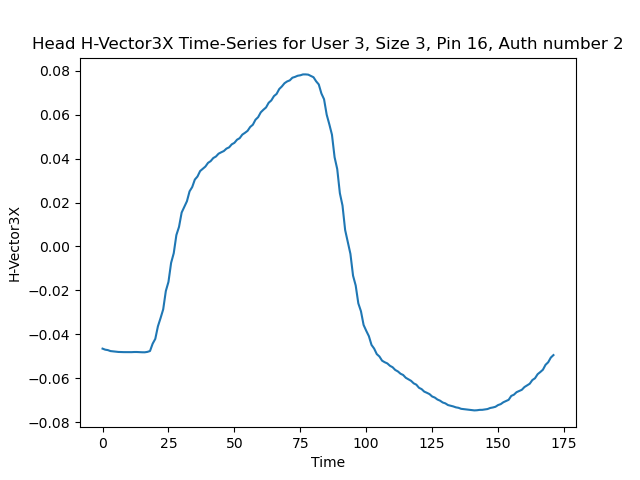 Head H-Vector3X Time-Series for User 3, Size 3, Pin 16, Auth number 2
0.08
0.06
0.04
0.02
0.00
−0.02
−0.04
−0.06
−0.08
H-Vector3X
0 25 50 75 100 125 150 175
Time